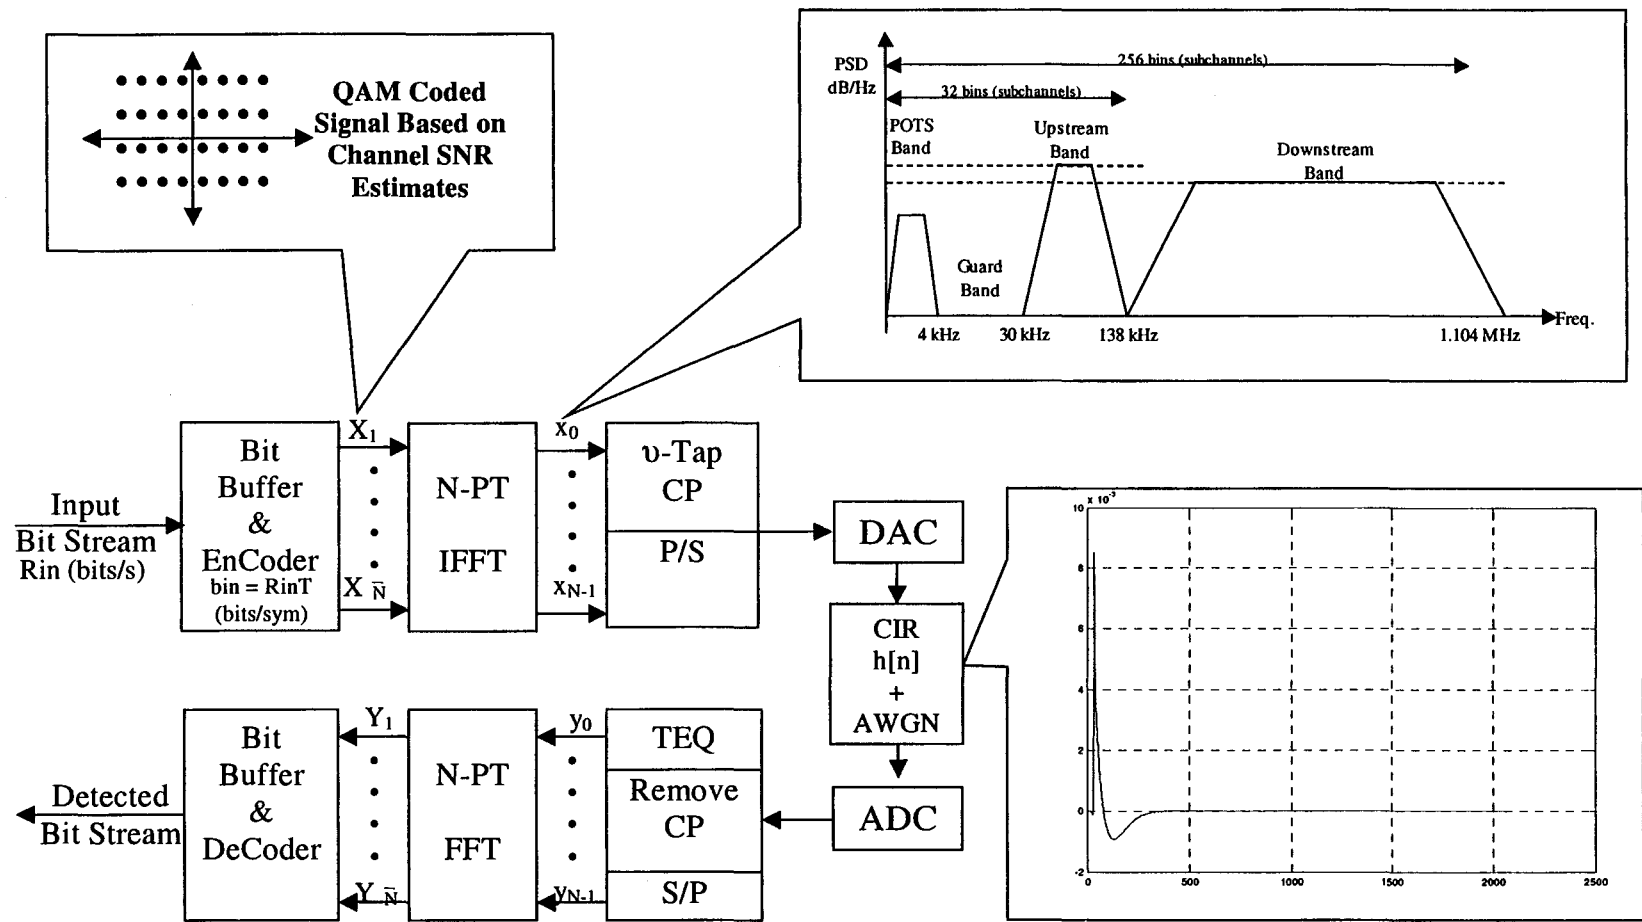 QAM Coded
Signal Based on
Channel SNR
Estimates
PSD
dB/Hz
256 bins (subchannels)
32 bins (subchannels)
POTS
Band
Upstream
Band
Downstream
Band
Guard
Band
4 kHz
30 kHz
138 kHz
1.104 MHz
Freq.
Input
Bit Stream
Rin (bits/s)
Bit
Buffer
&
EnCoder
bin = RinT
(bits/sym)
X1
X N̅
N-PT
IFFT
x0
xN-1
υ-Tap
CP
P/S
DAC
CIR
h[n]
+
AWGN
ADC
x 10-3
10
8
6
4
2
0
-2
0
500
1000
1500
2000
2500
Detected
Bit Stream
Bit
Buffer
&
DeCoder
Y1
Y N̅
N-PT
FFT
y0
yN-1
TEQ
Remove
CP
S/P